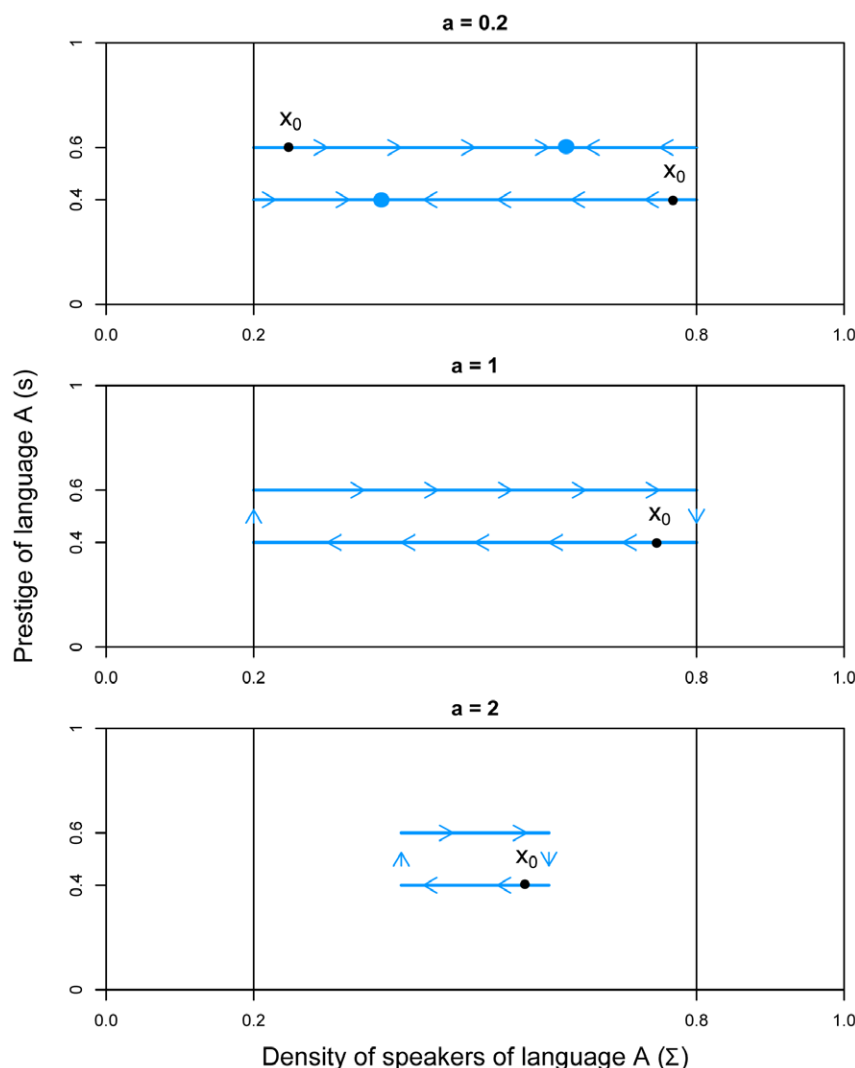 a = 0.2
1
x0
0.6
x0
0.4
0
0.0 0.2 0.8 1.0
a = 1
Prestige of language A (s)
1
0.6
x0
0.4
0
0.0 0.2 0.8 1.0
a = 2
1
0.6
x0
0.4
0
0.0 0.2 0.8 1.0
Density of speakers of language A (Σ)